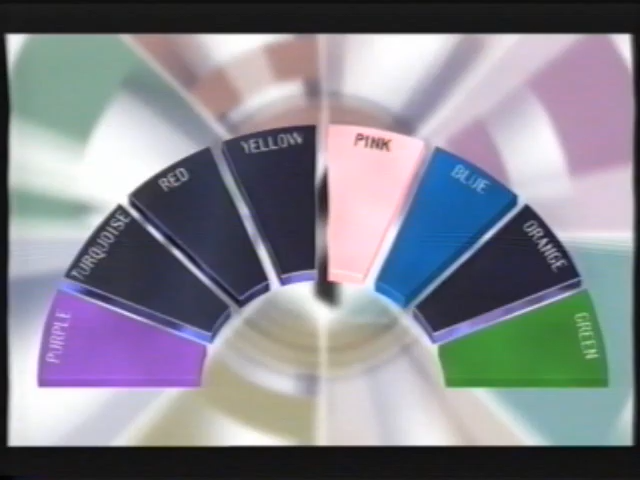 PURPLE
TURQUOISE
RED
YELLOW
PINK
BLUE
ORANGE
GREEN